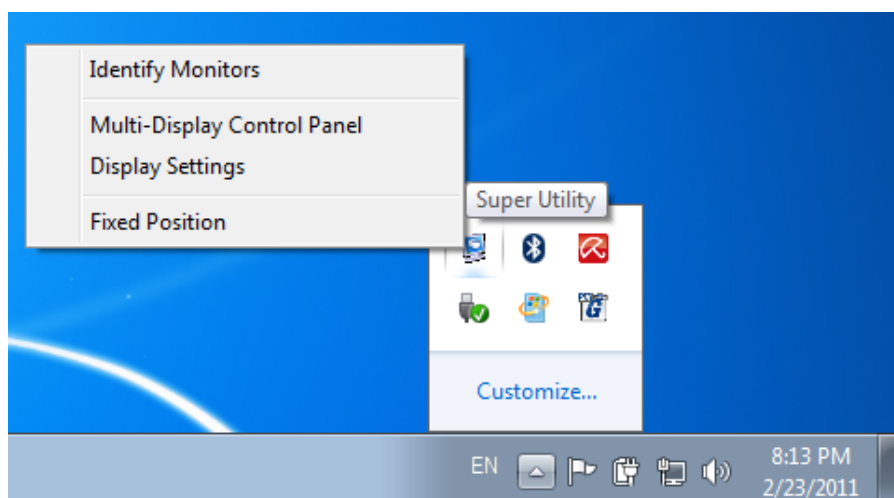 Identify Monitors
Multi-Display Control Panel
Display Settings
Fixed Position
Super Utility
G
Customize...
EN
8:13 PM
2/23/2011